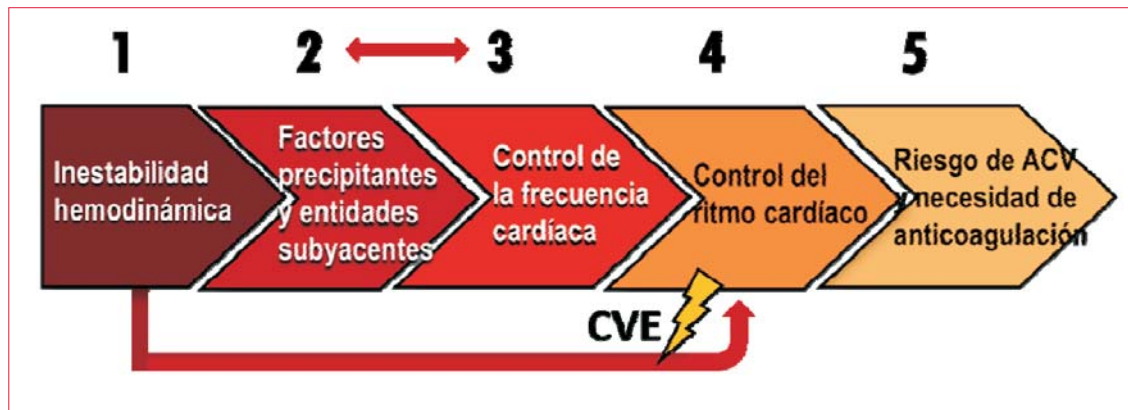 1 2 3 4 5
Inestabilidad
hemodinámica
Factores
precipitantes
y entidades
subyacentes
Control de
la frecuencia
cardíaca
Control del
ritmo cardíaco
Riesgo de ACV
y necesidad de
anticoagulación
CVE